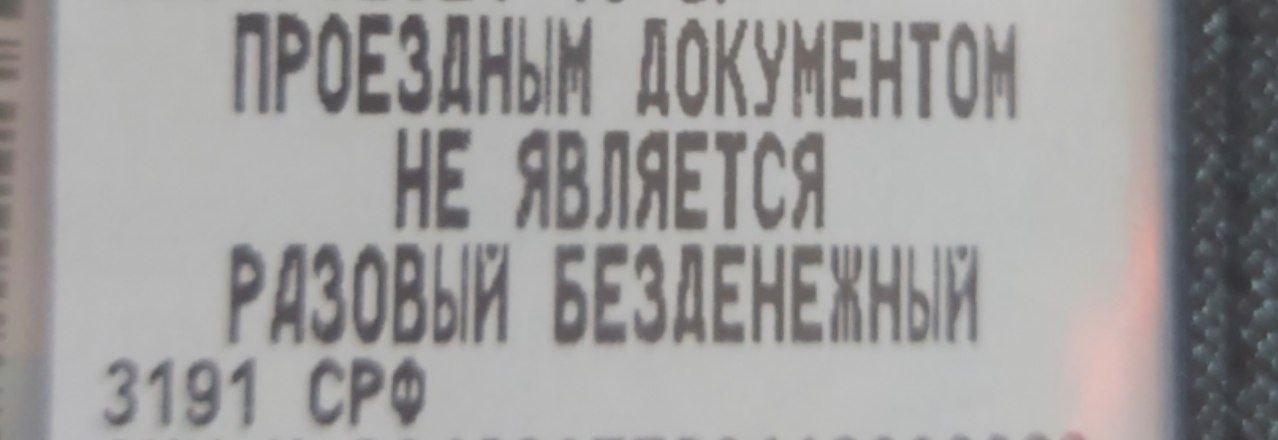 ПРОЕЗДНЫМ ДОКУМЕНТОМ
НЕ ЯВЛЯЕТСЯ
РАЗОВЫЙ БЕЗДЕНЕЖНЫЙ
3191 СРФ